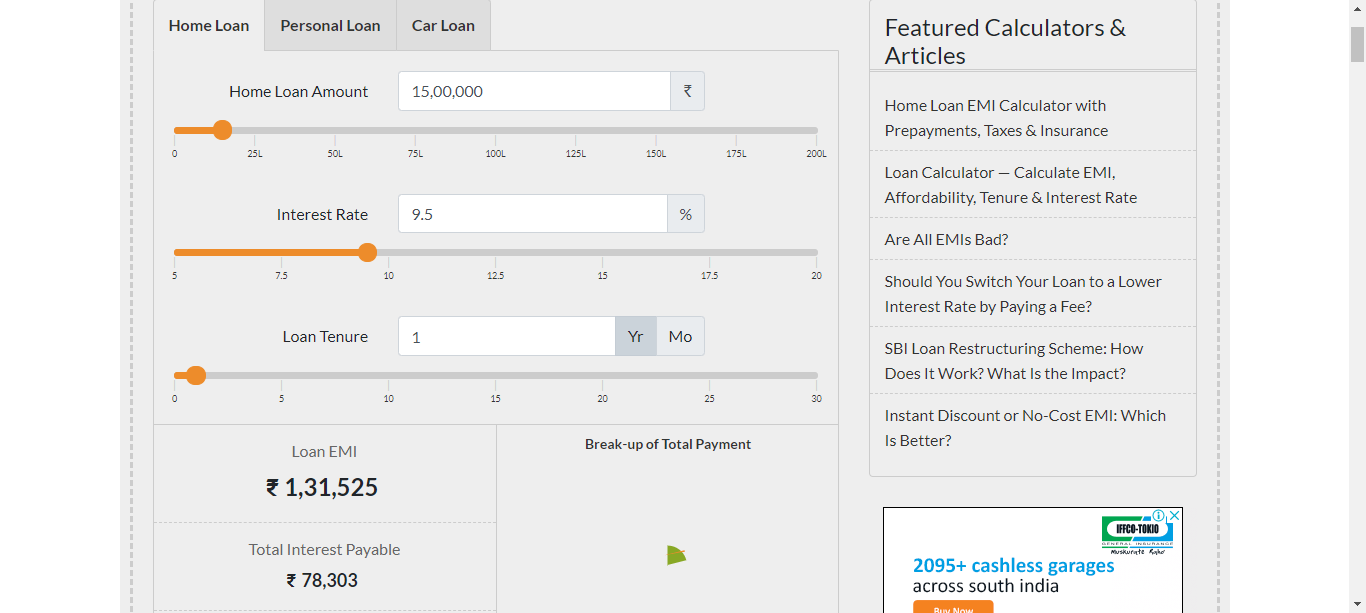 Home Loan
Personal Loan
Car Loan
Home Loan Amount
15,00,000
₹
0
25L
50L
75L
100L
125L
150L
175L
200L
Interest Rate
9.5
%
5
7.5
10
12.5
15
17.5
20
Loan Tenure
1
Yr
Mo
0
5
10
15
20
25
30
Loan EMI
₹ 1,31,525
Total Interest Payable
₹ 78,303
Break-up of Total Payment
Featured Calculators &
Articles
Home Loan EMI Calculator with
Prepayments, Taxes & Insurance
Loan Calculator — Calculate EMI,
Affordability, Tenure & Interest Rate
Are All EMIs Bad?
Should You Switch Your Loan to a Lower
Interest Rate by Paying a Fee?
SBI Loan Restructuring Scheme: How
Does It Work? What Is the Impact?
Instant Discount or No-Cost EMI: Which
Is Better?
IFFCO-TOKIO
GENERAL INSURANCE
Muskurate Raho
2095+ cashless garages
across south india
Buy Now